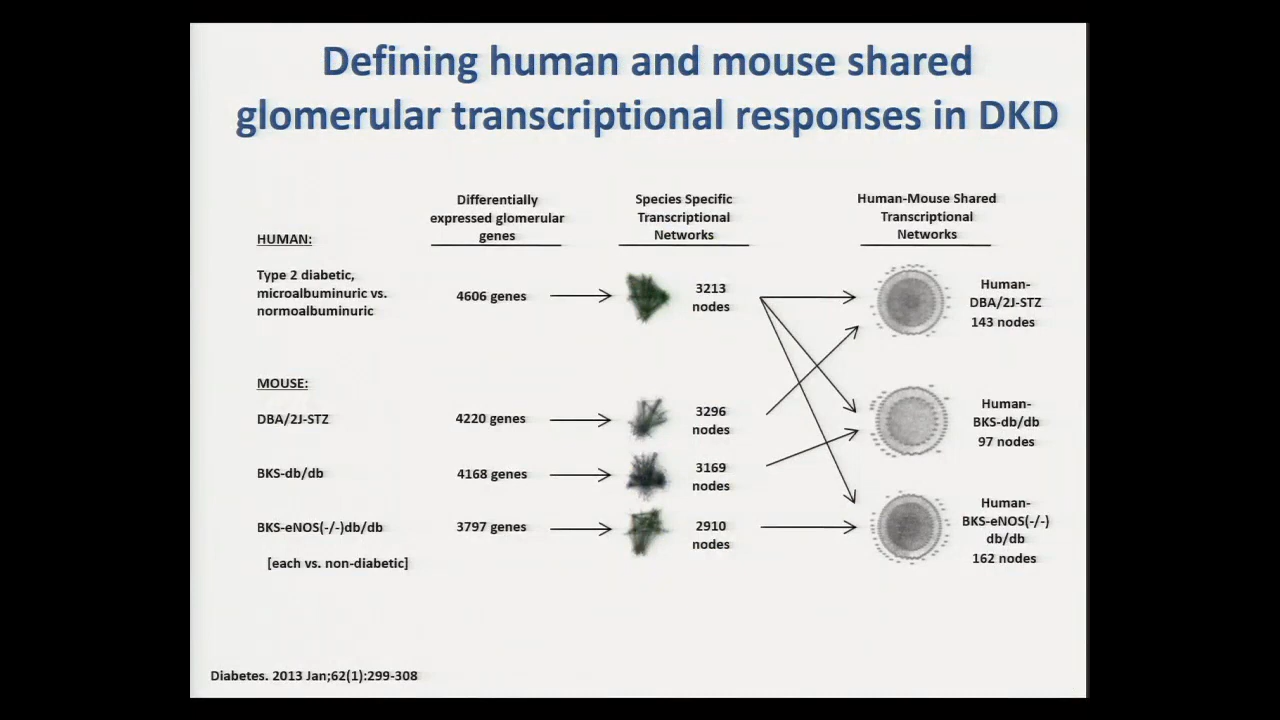 Defining human and mouse shared
glomerular transcriptional responses in DKD
Differentially
expressed glomerular
genes
Species Specific
Transcriptional
Networks
Human-Mouse Shared
Transcriptional
Networks
HUMAN:
Type 2 diabetic,
microalbuminuric vs.
normoalbuminuric
4606 genes
3213
nodes
Human-
DBA/2J-STZ
143 nodes
MOUSE:
DBA/2J-STZ
4220 genes
3296
nodes
Human-
BKS-db/db
97 nodes
BKS-db/db
4168 genes
3169
nodes
BKS-eNOS(-/-)db/db
3797 genes
2910
nodes
Human-
BKS-eNOS(-/-)
db/db
162 nodes
[each vs. non-diabetic]
Diabetes. 2013 Jan;62(1):299-308